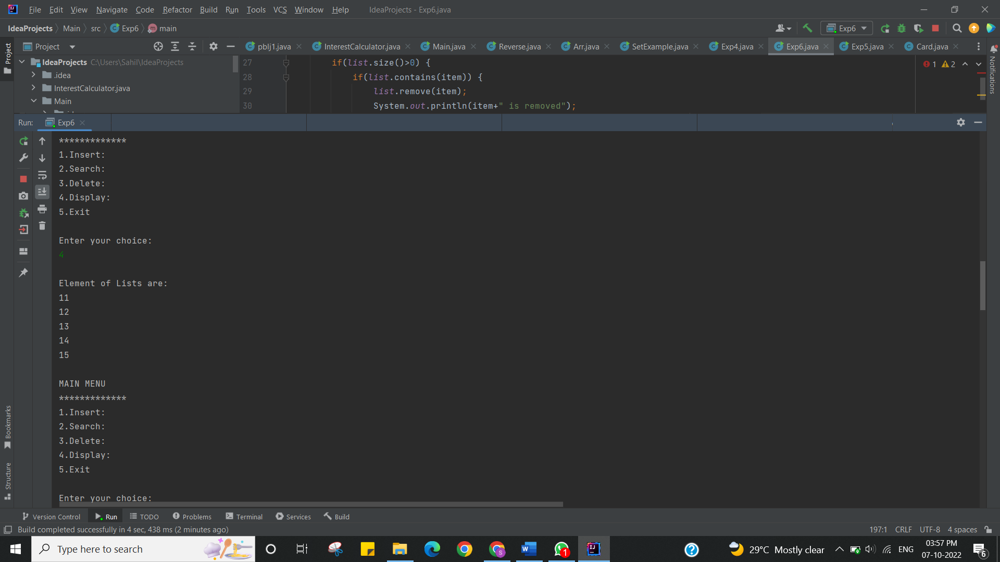 File Edit View Navigate Code Refactor Build Run Tools VCS Window Help IdeaProjects - Exp6.java
IdeaProjects Main src Exp6 main Exp6
Project pblj1.java InterestCalculator.java Main.java Reverse.java Arr.java SetExample.java Exp4.java Exp6.java Exp5.java Card.java
Project
Notifications
IdeaProjects C:\Users\Sahil\IdeaProjects
.idea
InterestCalculator.java
Main
27 if(list.size()>0) {
28 if(list.contains(item)) {
29 list.remove(item);
30 System.out.println(item+" is removed");
1 2
Run: Exp6
*************
1.Insert:
2.Search:
3.Delete:
4.Display:
5.Exit
Enter your choice:
4
Element of Lists are:
11
12
13
14
15
MAIN MENU
*************
1.Insert:
2.Search:
3.Delete:
4.Display:
5.Exit
Enter your choice:
Bookmarks
Structure
Version Control Run TODO Problems Terminal Services Build
Build completed successfully in 4 sec, 438 ms (2 minutes ago) 197:1 CRLF UTF-8 4 spaces
Type here to search 1 29°C Mostly clear ENG 03:57 PM
07-10-2022 6